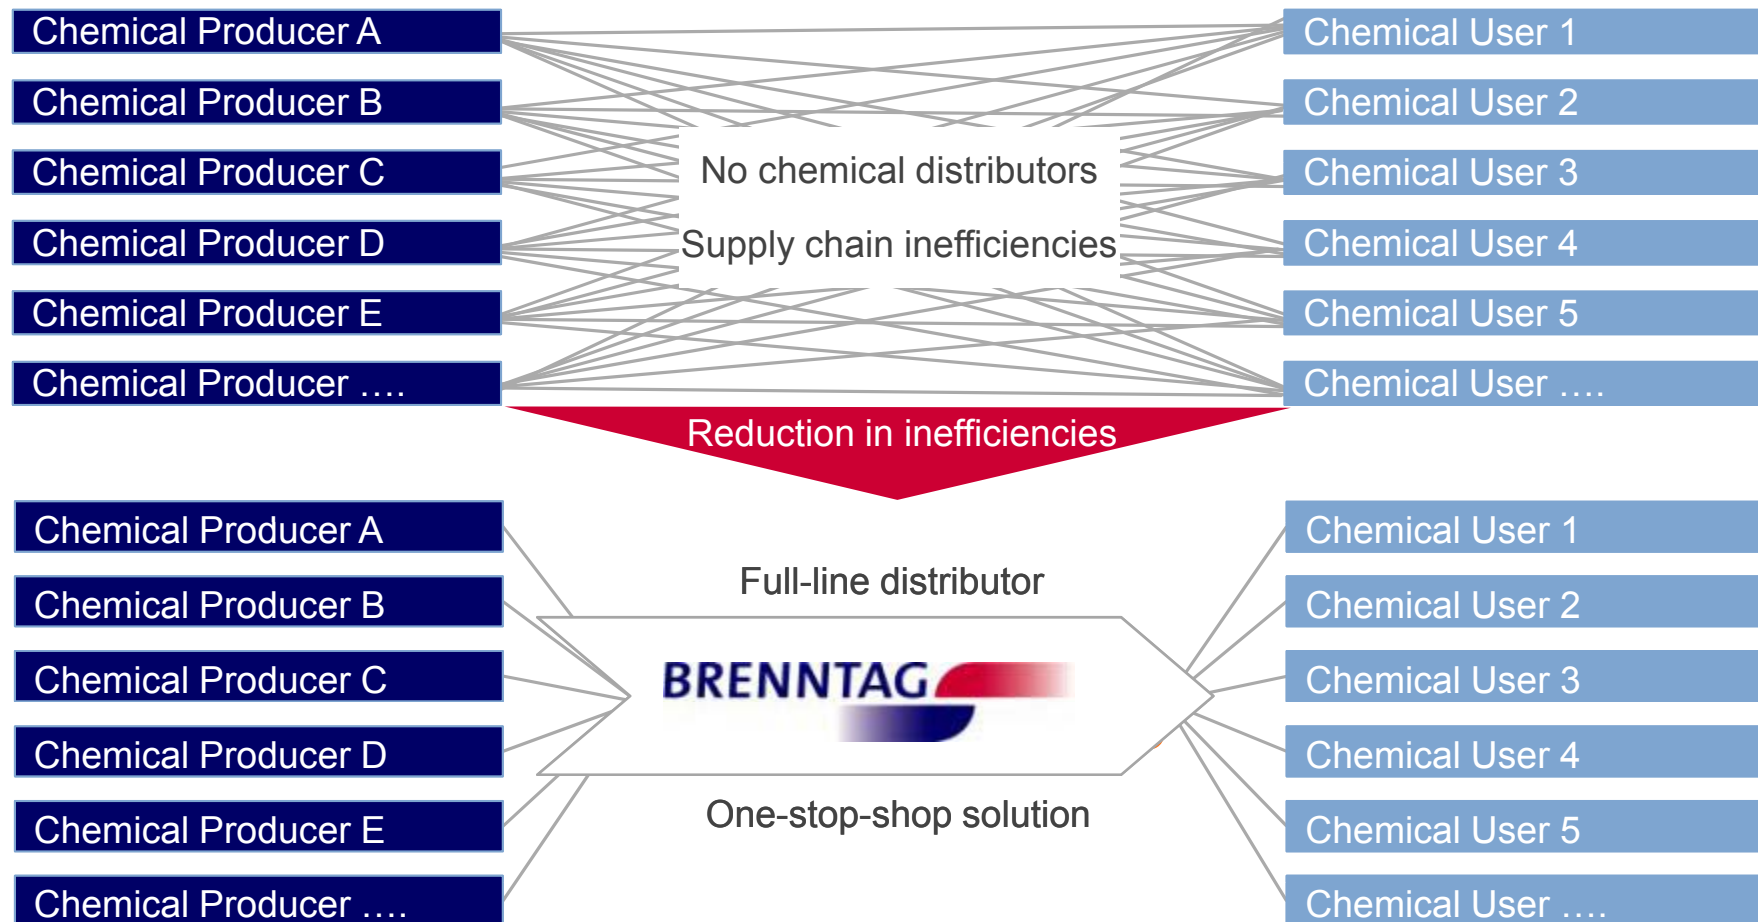 Chemical Producer A
Chemical User 1
Chemical Producer B
Chemical User 2
Chemical Producer C
No chemical distributors
Chemical User 3
Chemical Producer D
Supply chain inefficiencies
Chemical User 4
Chemical Producer E
Chemical User 5
Chemical Producer ….
Chemical User ….
Reduction in inefficiencies
Chemical Producer A
Chemical User 1
Full-line distributor
Chemical Producer B
Chemical User 2
Chemical Producer C
BRENNTAG
Chemical User 3
Chemical Producer D
Chemical User 4
One-stop-shop solution
Chemical Producer E
Chemical User 5
Chemical Producer ….
Chemical User ….